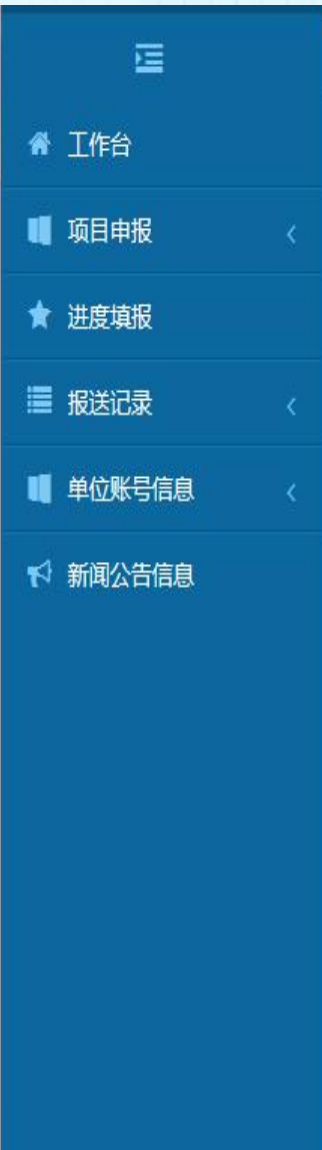 工作台
项目申报
进度填报
报送记录
单位账号信息
新闻公告信息